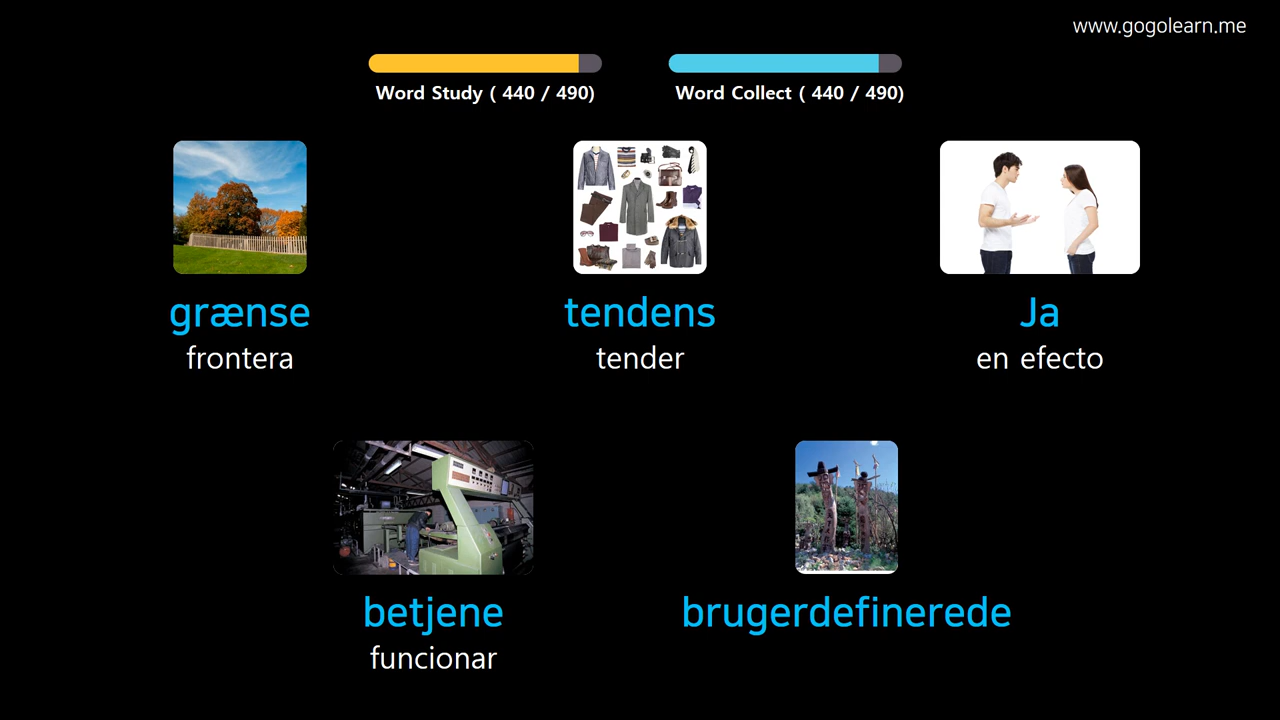 www.gogolearn.me
Word Study ( 440 / 490)
Word Collect ( 440 / 490)
grænse
frontera
tendens
tender
Ja
en efecto
betjene
funcionar
brugerdefinerede